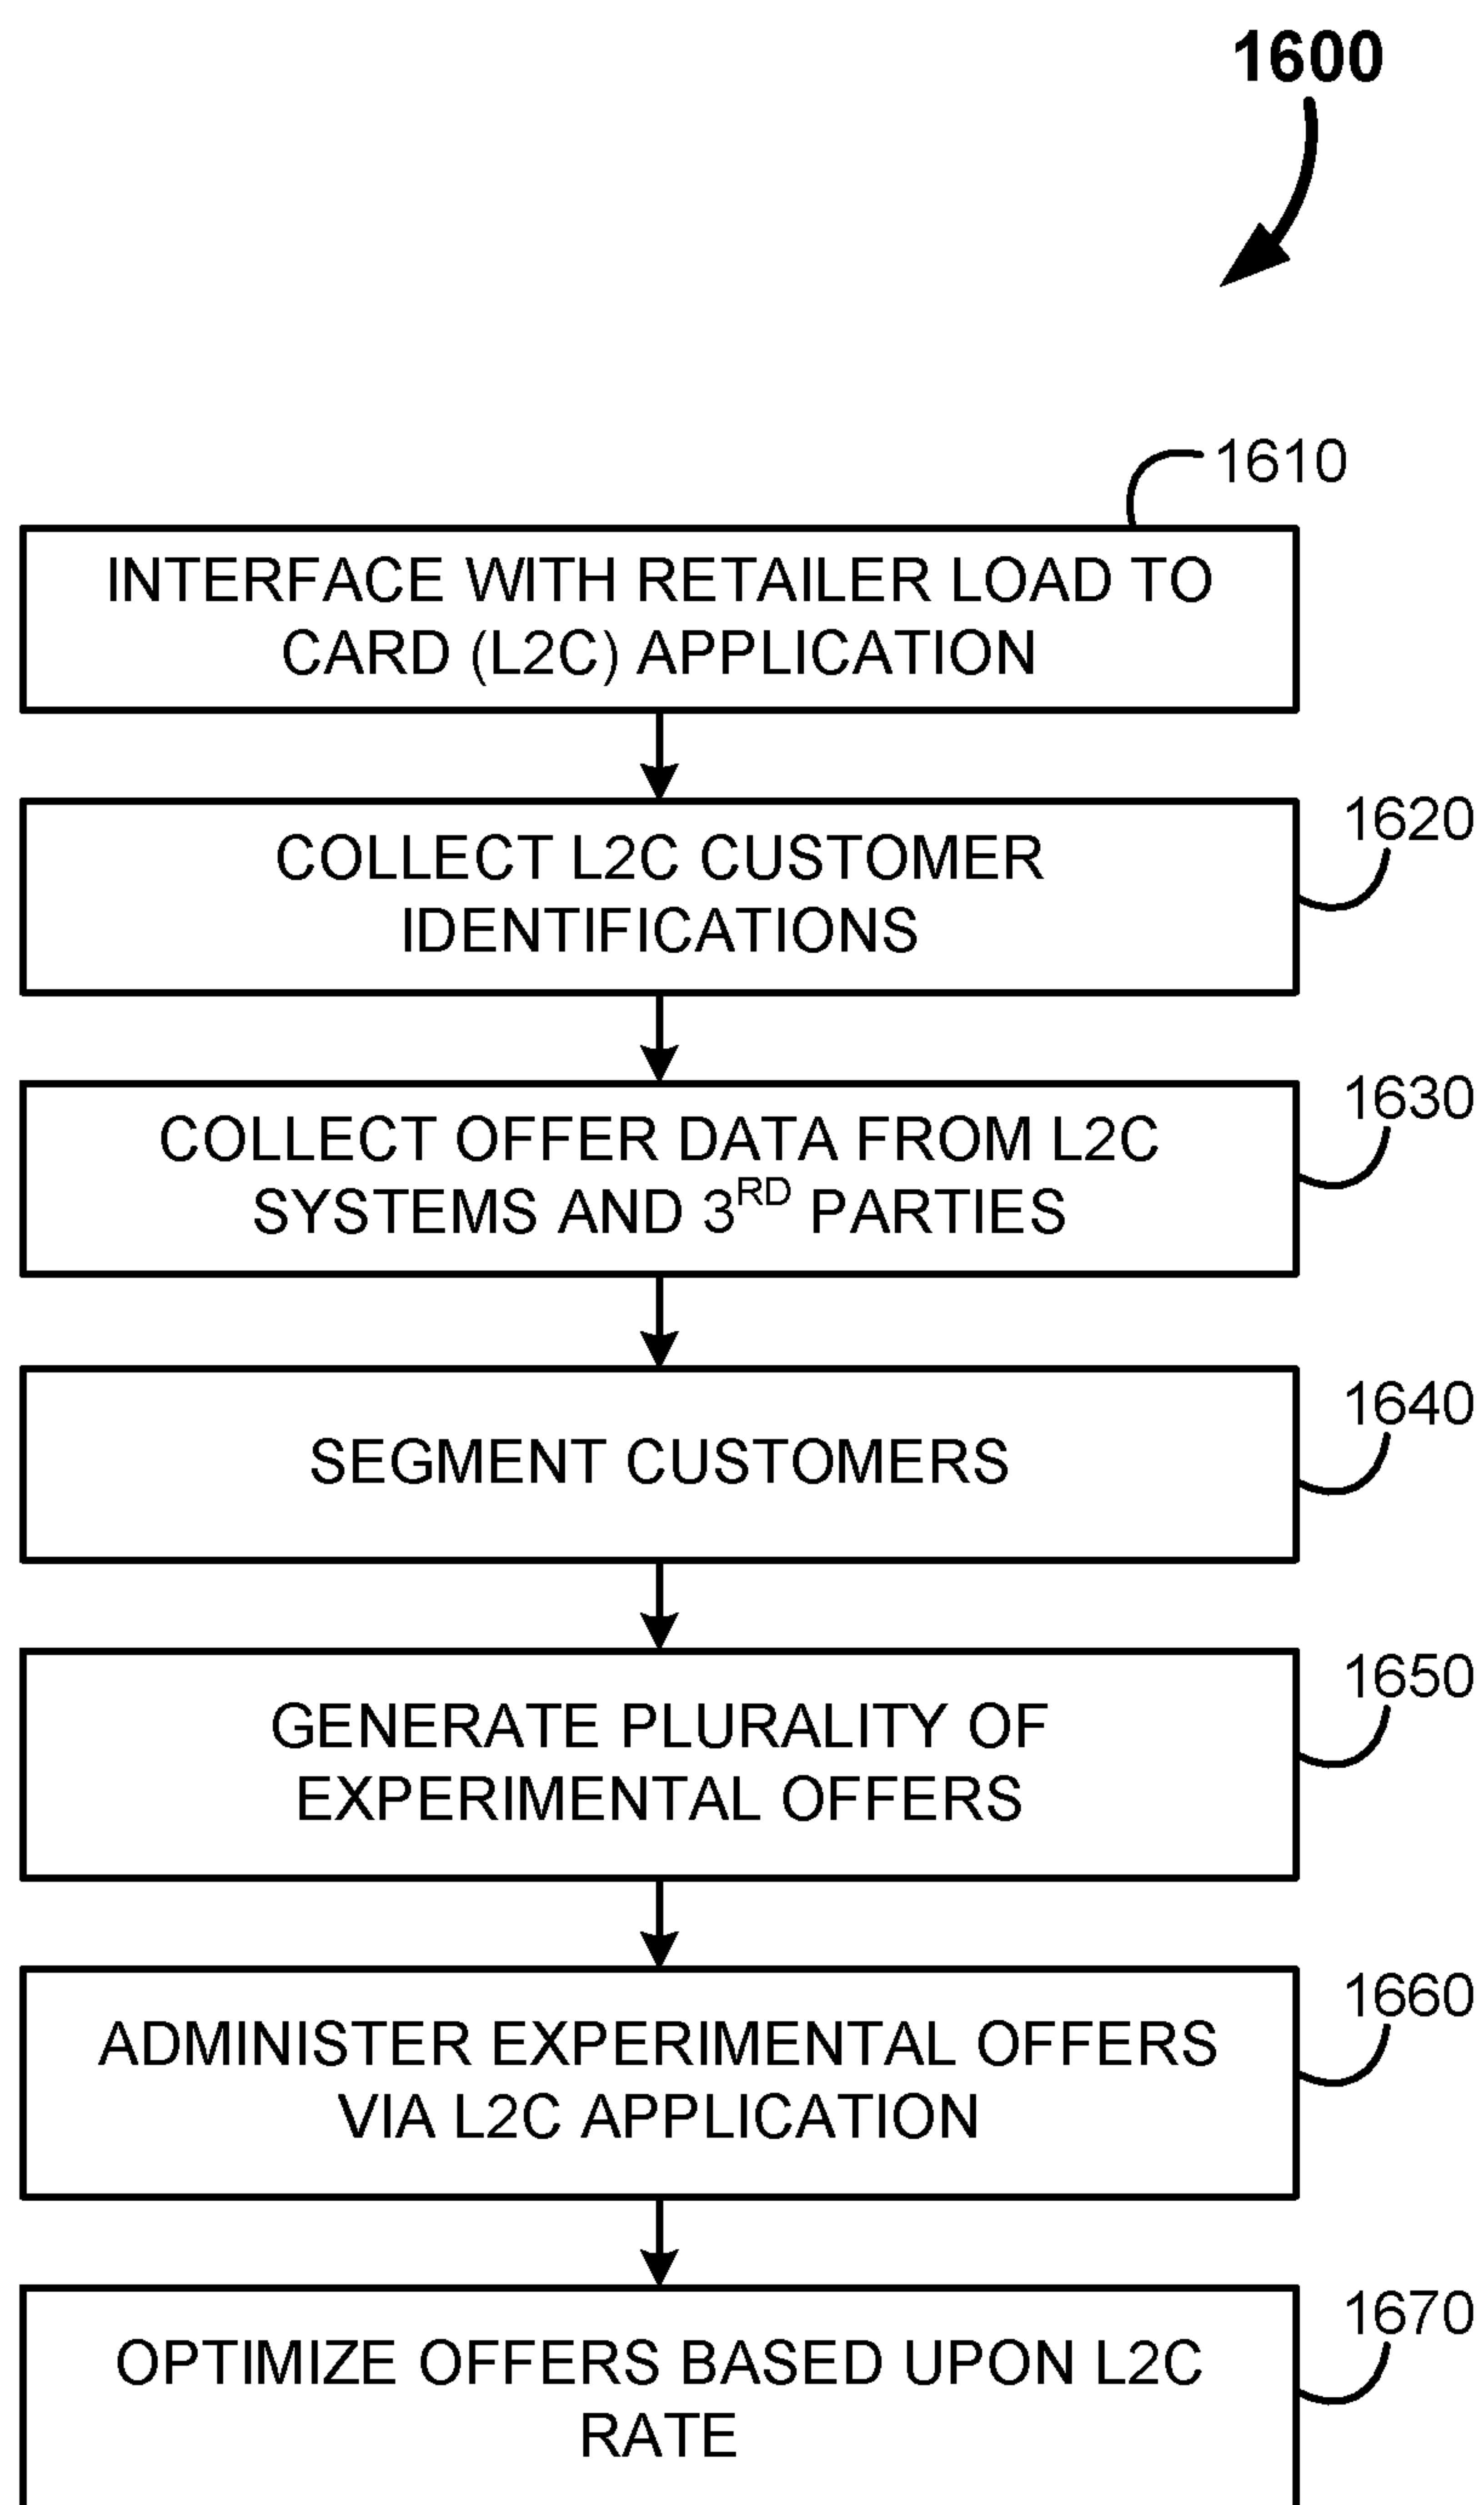 1600
1610
INTERFACE WITH RETAILER LOAD TO
CARD (L2C) APPLICATION
1620
COLLECT L2C CUSTOMER
IDENTIFICATIONS
1630
COLLECT OFFER DATA FROM L2C
SYSTEMS AND 3RD PARTIES
1640
SEGMENT CUSTOMERS
1650
GENERATE PLURALITY OF
EXPERIMENTAL OFFERS
1660
ADMINISTER EXPERIMENTAL OFFERS
VIA L2C APPLICATION
1670
OPTIMIZE OFFERS BASED UPON L2C
RATE